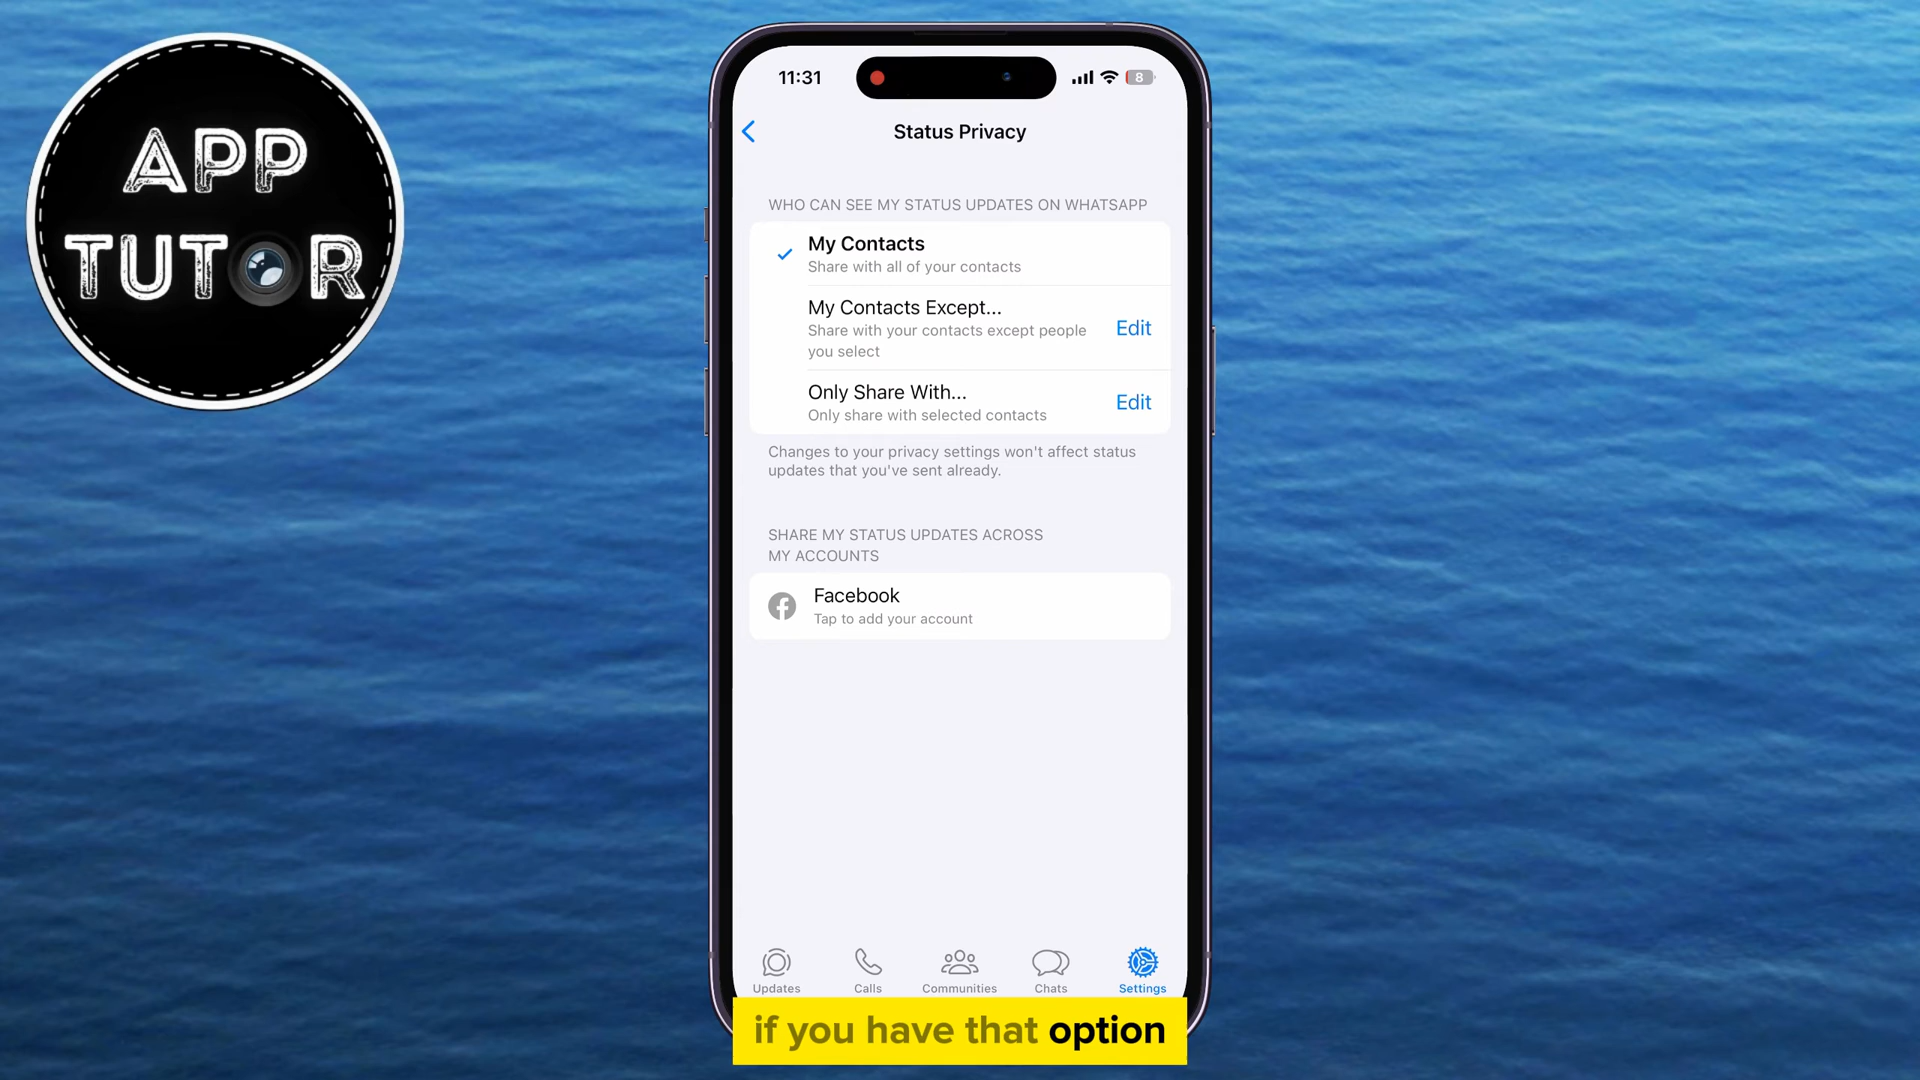 APP
TUTOR
11:31
8
Status Privacy
WHO CAN SEE MY STATUS UPDATES ON WHATSAPP
My Contacts
Share with all of your contacts
My Contacts Except...
Share with your contacts except people
you select
Edit
Only Share With...
Only share with selected contacts
Edit
Changes to your privacy settings won't affect status
updates that you've sent already.
SHARE MY STATUS UPDATES ACROSS
MY ACCOUNTS
Facebook
Tap to add your account
Updates
Calls
Communities
Chats
Settings
if you have that option